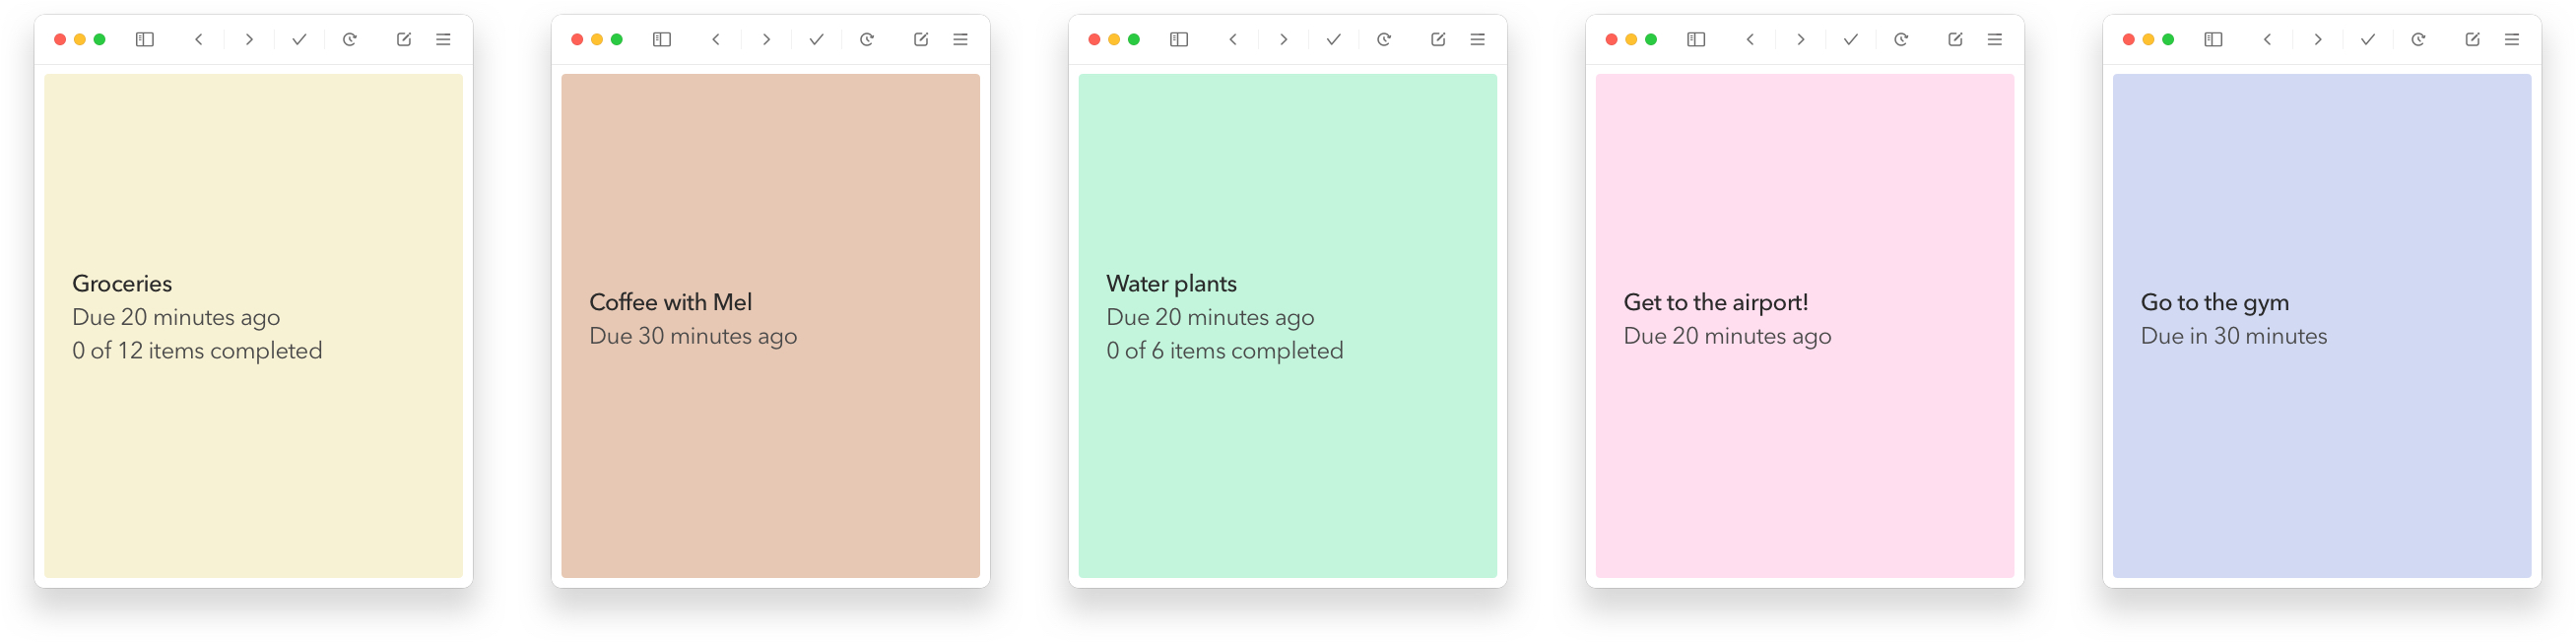 Groceries
Due 20 minutes ago
0 of 12 items completed
Coffee with Mel
Due 30 minutes ago
Water plants
Due 20 minutes ago
0 of 6 items completed
Get to the airport!
Due 20 minutes ago
Go to the gym
Due in 30 minutes